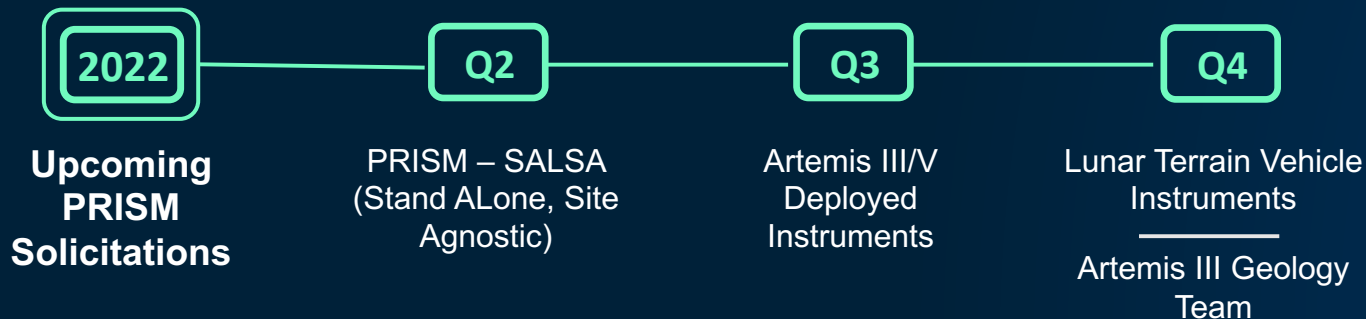 2022
Upcoming
PRISM
Solicitations
Q2
PRISM – SALSA
(Stand ALone, Site
Agnostic)
Q3
Artemis III/V
Deployed
Instruments
Q4
Lunar Terrain Vehicle
Instruments
Artemis III Geology
Team